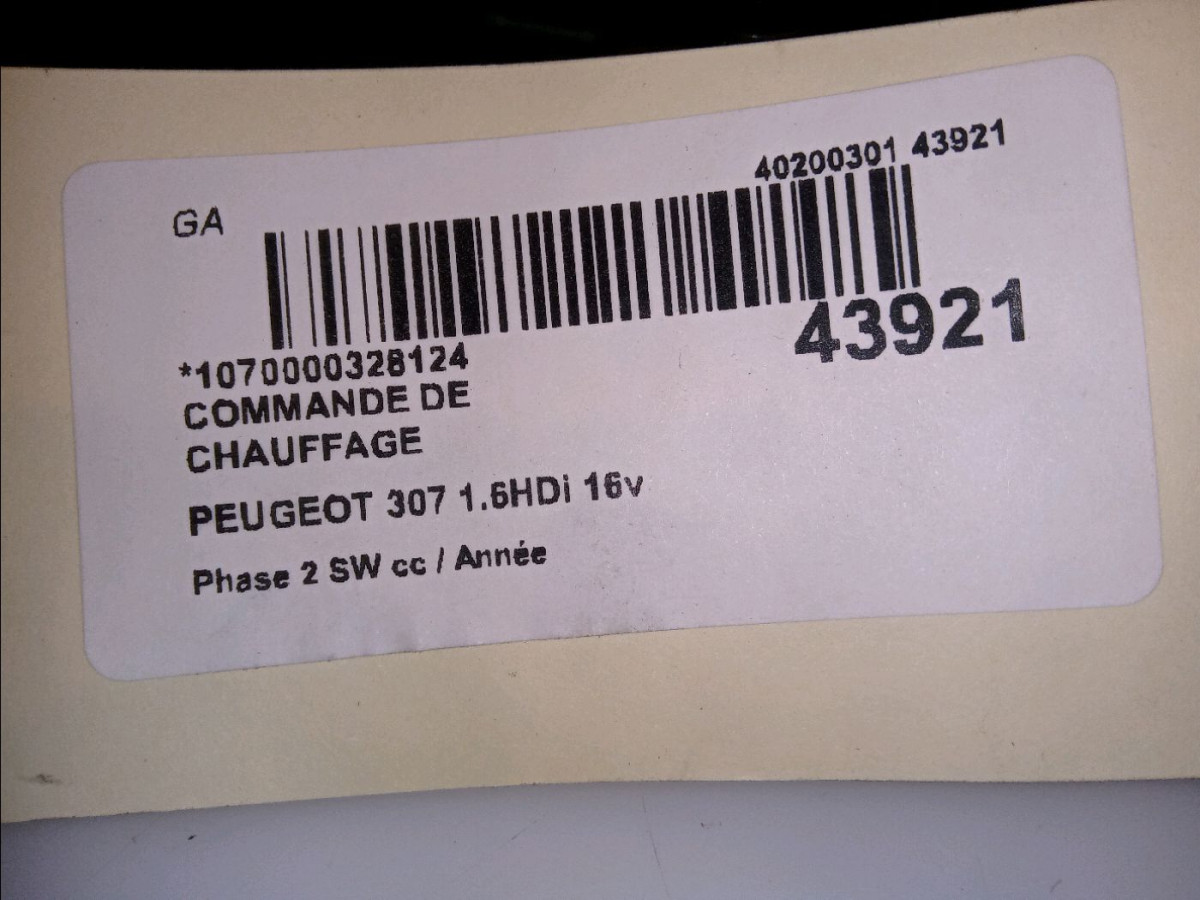 40200301 43921
GA
43921
*1070000328124
COMMANDE DE
CHAUFFAGE
PEUGEOT 307 1.6HDi 16v
Phase 2 SW cc / Année